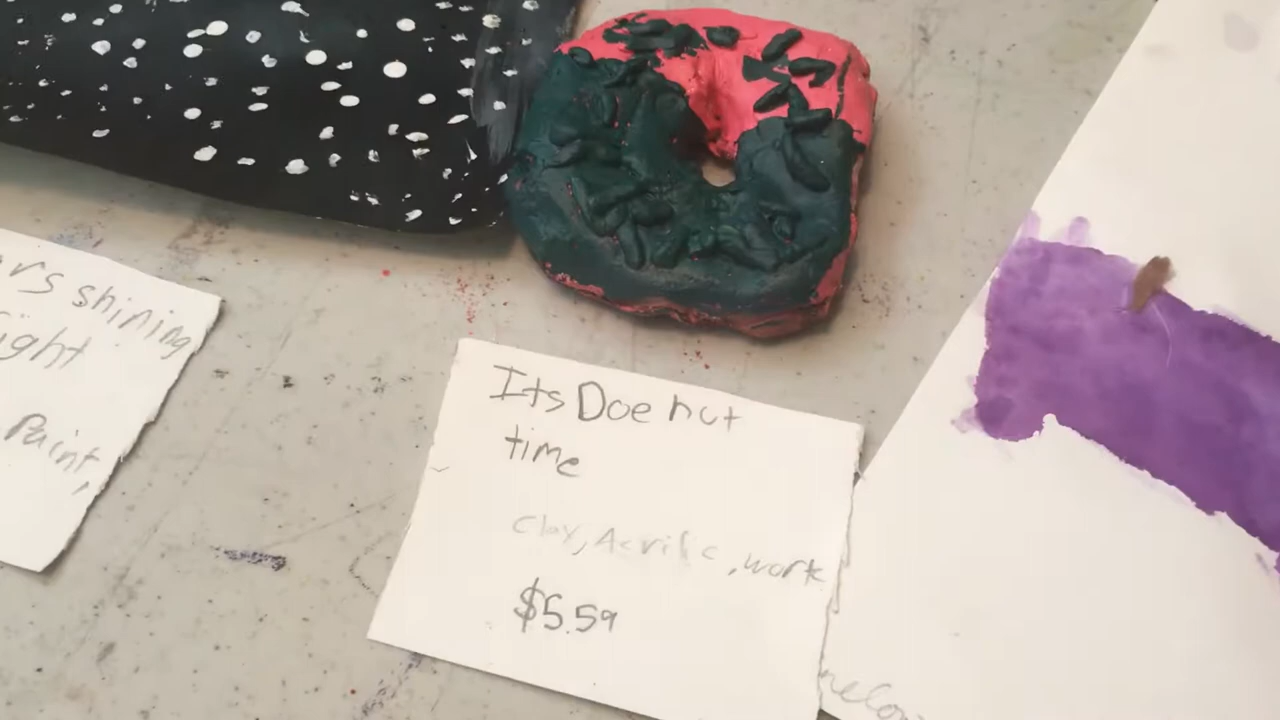 rs shining
ight
Paint,
Its Doe nut
time
Clay, Acrilic, work
$5.59